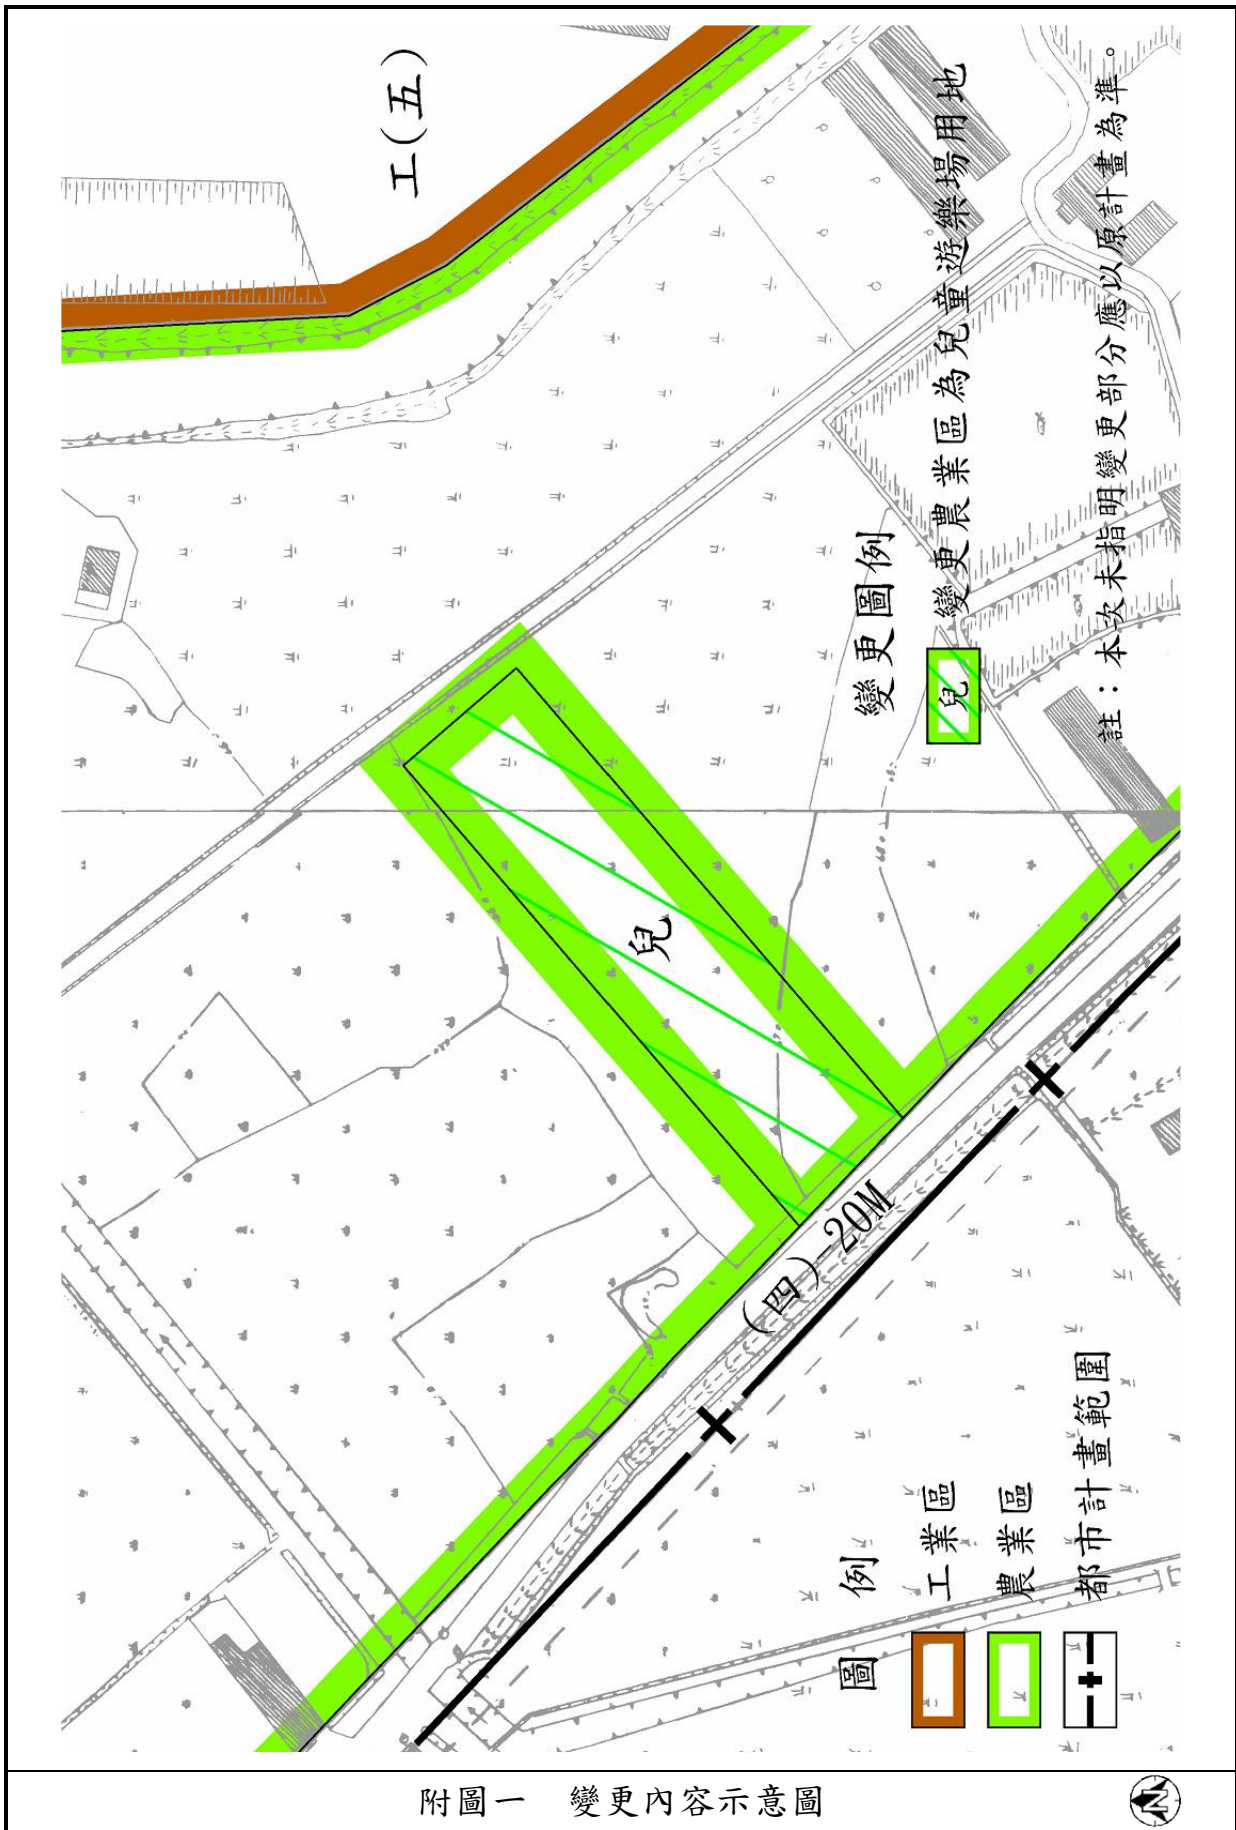 工(五)
兒
(四)-20M
變更圖例
兒 變更農業區為兒童遊樂場用地
註：本次未指明變更部分應以原計畫為準。
圖 例
工業區
農業區
都市計畫範圍
附圖一 變更內容示意圖
N